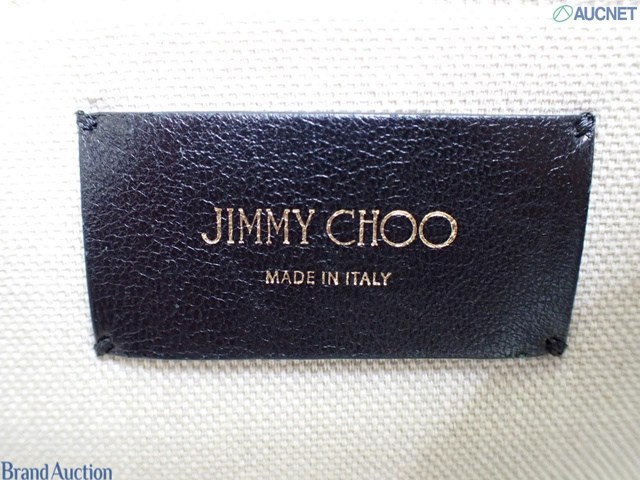 AUCNET
JIMMY CHOO
MADE IN ITALY
Brand Auction